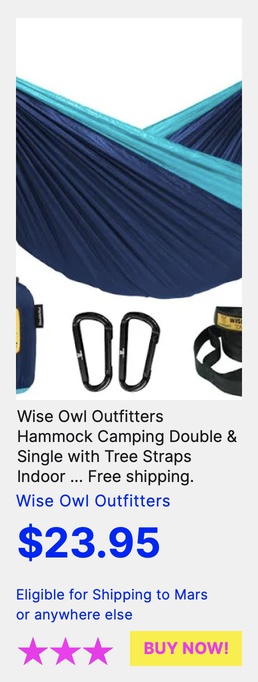 WISE
Wise Owl Outfitters
Hammock Camping Double &
Single with Tree Straps
Indoor ... Free shipping.
Wise Owl Outfitters
$23.95
Eligible for Shipping to Mars
or anywhere else
BUY NOW!